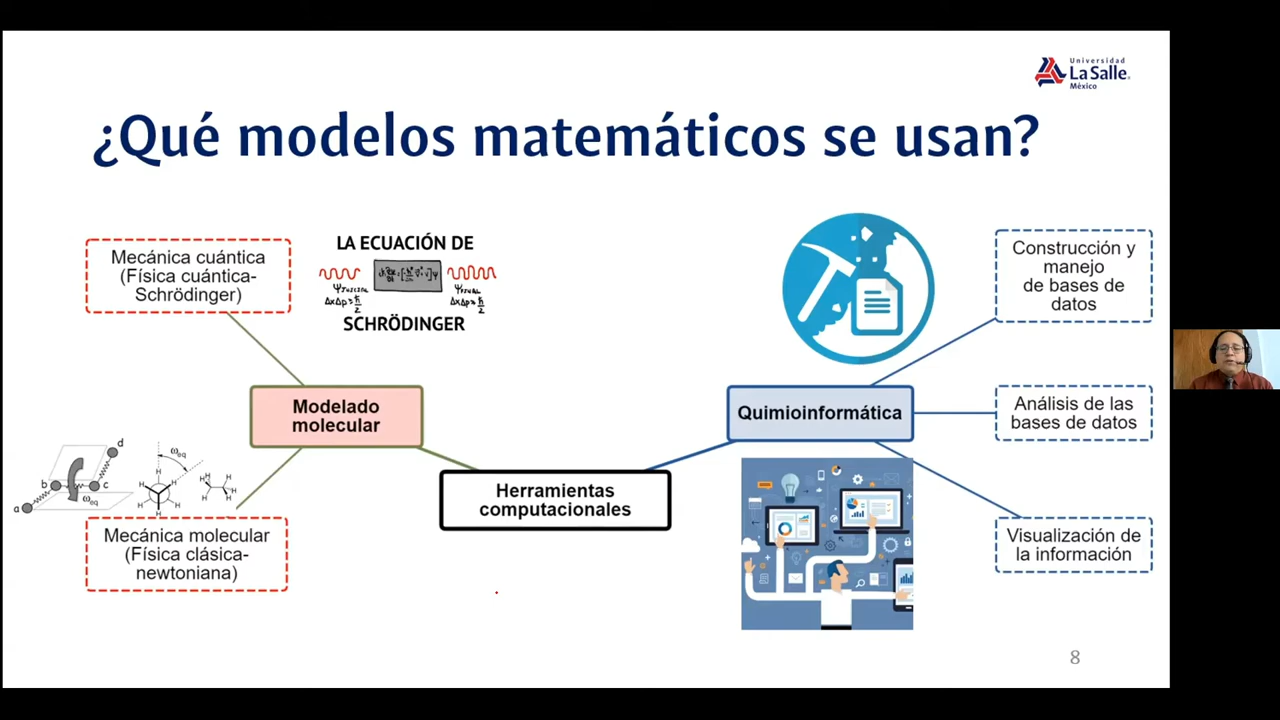 Universidad
La Salle
México
¿Qué modelos matemáticos se usan?
Mecánica cuántica
(Física cuántica-
Schrödinger)
LA ECUACIÓN DE
SCHRÖDINGER
Construcción y
manejo
de bases de
datos
Modelado
molecular
Quimioinformática
Análisis de las
bases de datos
Herramientas
computacionales
a
b
c
d
ωeq
ωeq
H
H
H
H
H
H
Mecánica molecular
(Física clásica-
newtoniana)
Visualización de
la información
8